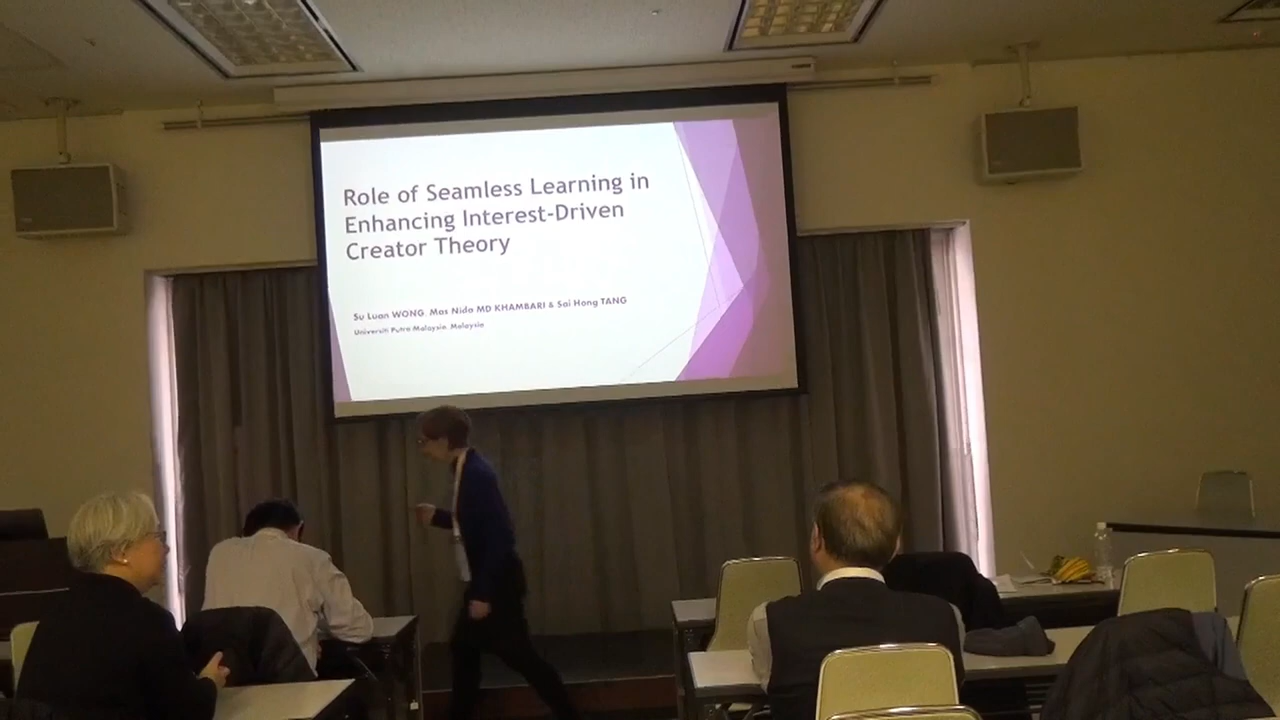 Role of Seamless Learning in
Enhancing Interest-Driven
Creator Theory
Su Luan WONG, Mas Nida MD KHAMBARI & Sai Hong TANG
Universiti Putra Malaysia, Malaysia